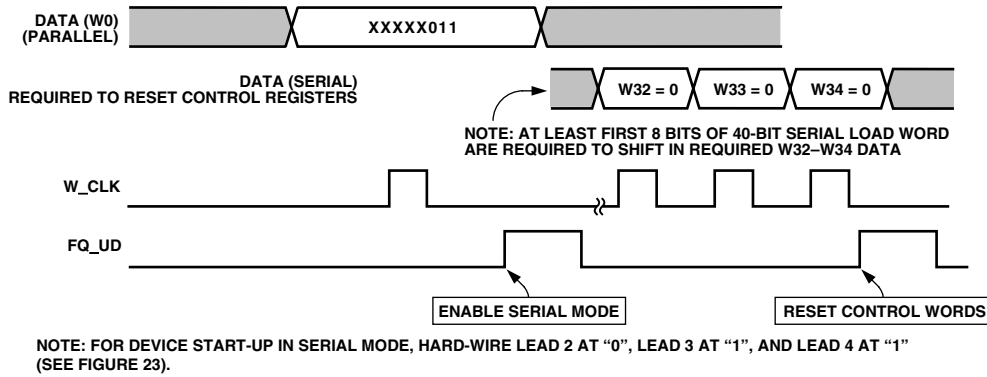 DATA (W0)
(PARALLEL)
XXXXX011
DATA (SERIAL)
REQUIRED TO RESET CONTROL REGISTERS
W32 = 0
W33 = 0
W34 = 0
NOTE: AT LEAST FIRST 8 BITS OF 40-BIT SERIAL LOAD WORD
ARE REQUIRED TO SHIFT IN REQUIRED W32–W34 DATA
W_CLK
FQ_UD
ENABLE SERIAL MODE
RESET CONTROL WORDS
NOTE: FOR DEVICE START-UP IN SERIAL MODE, HARD-WIRE LEAD 2 AT “0”, LEAD 3 AT “1”, AND LEAD 4 AT “1”
(SEE FIGURE 23).